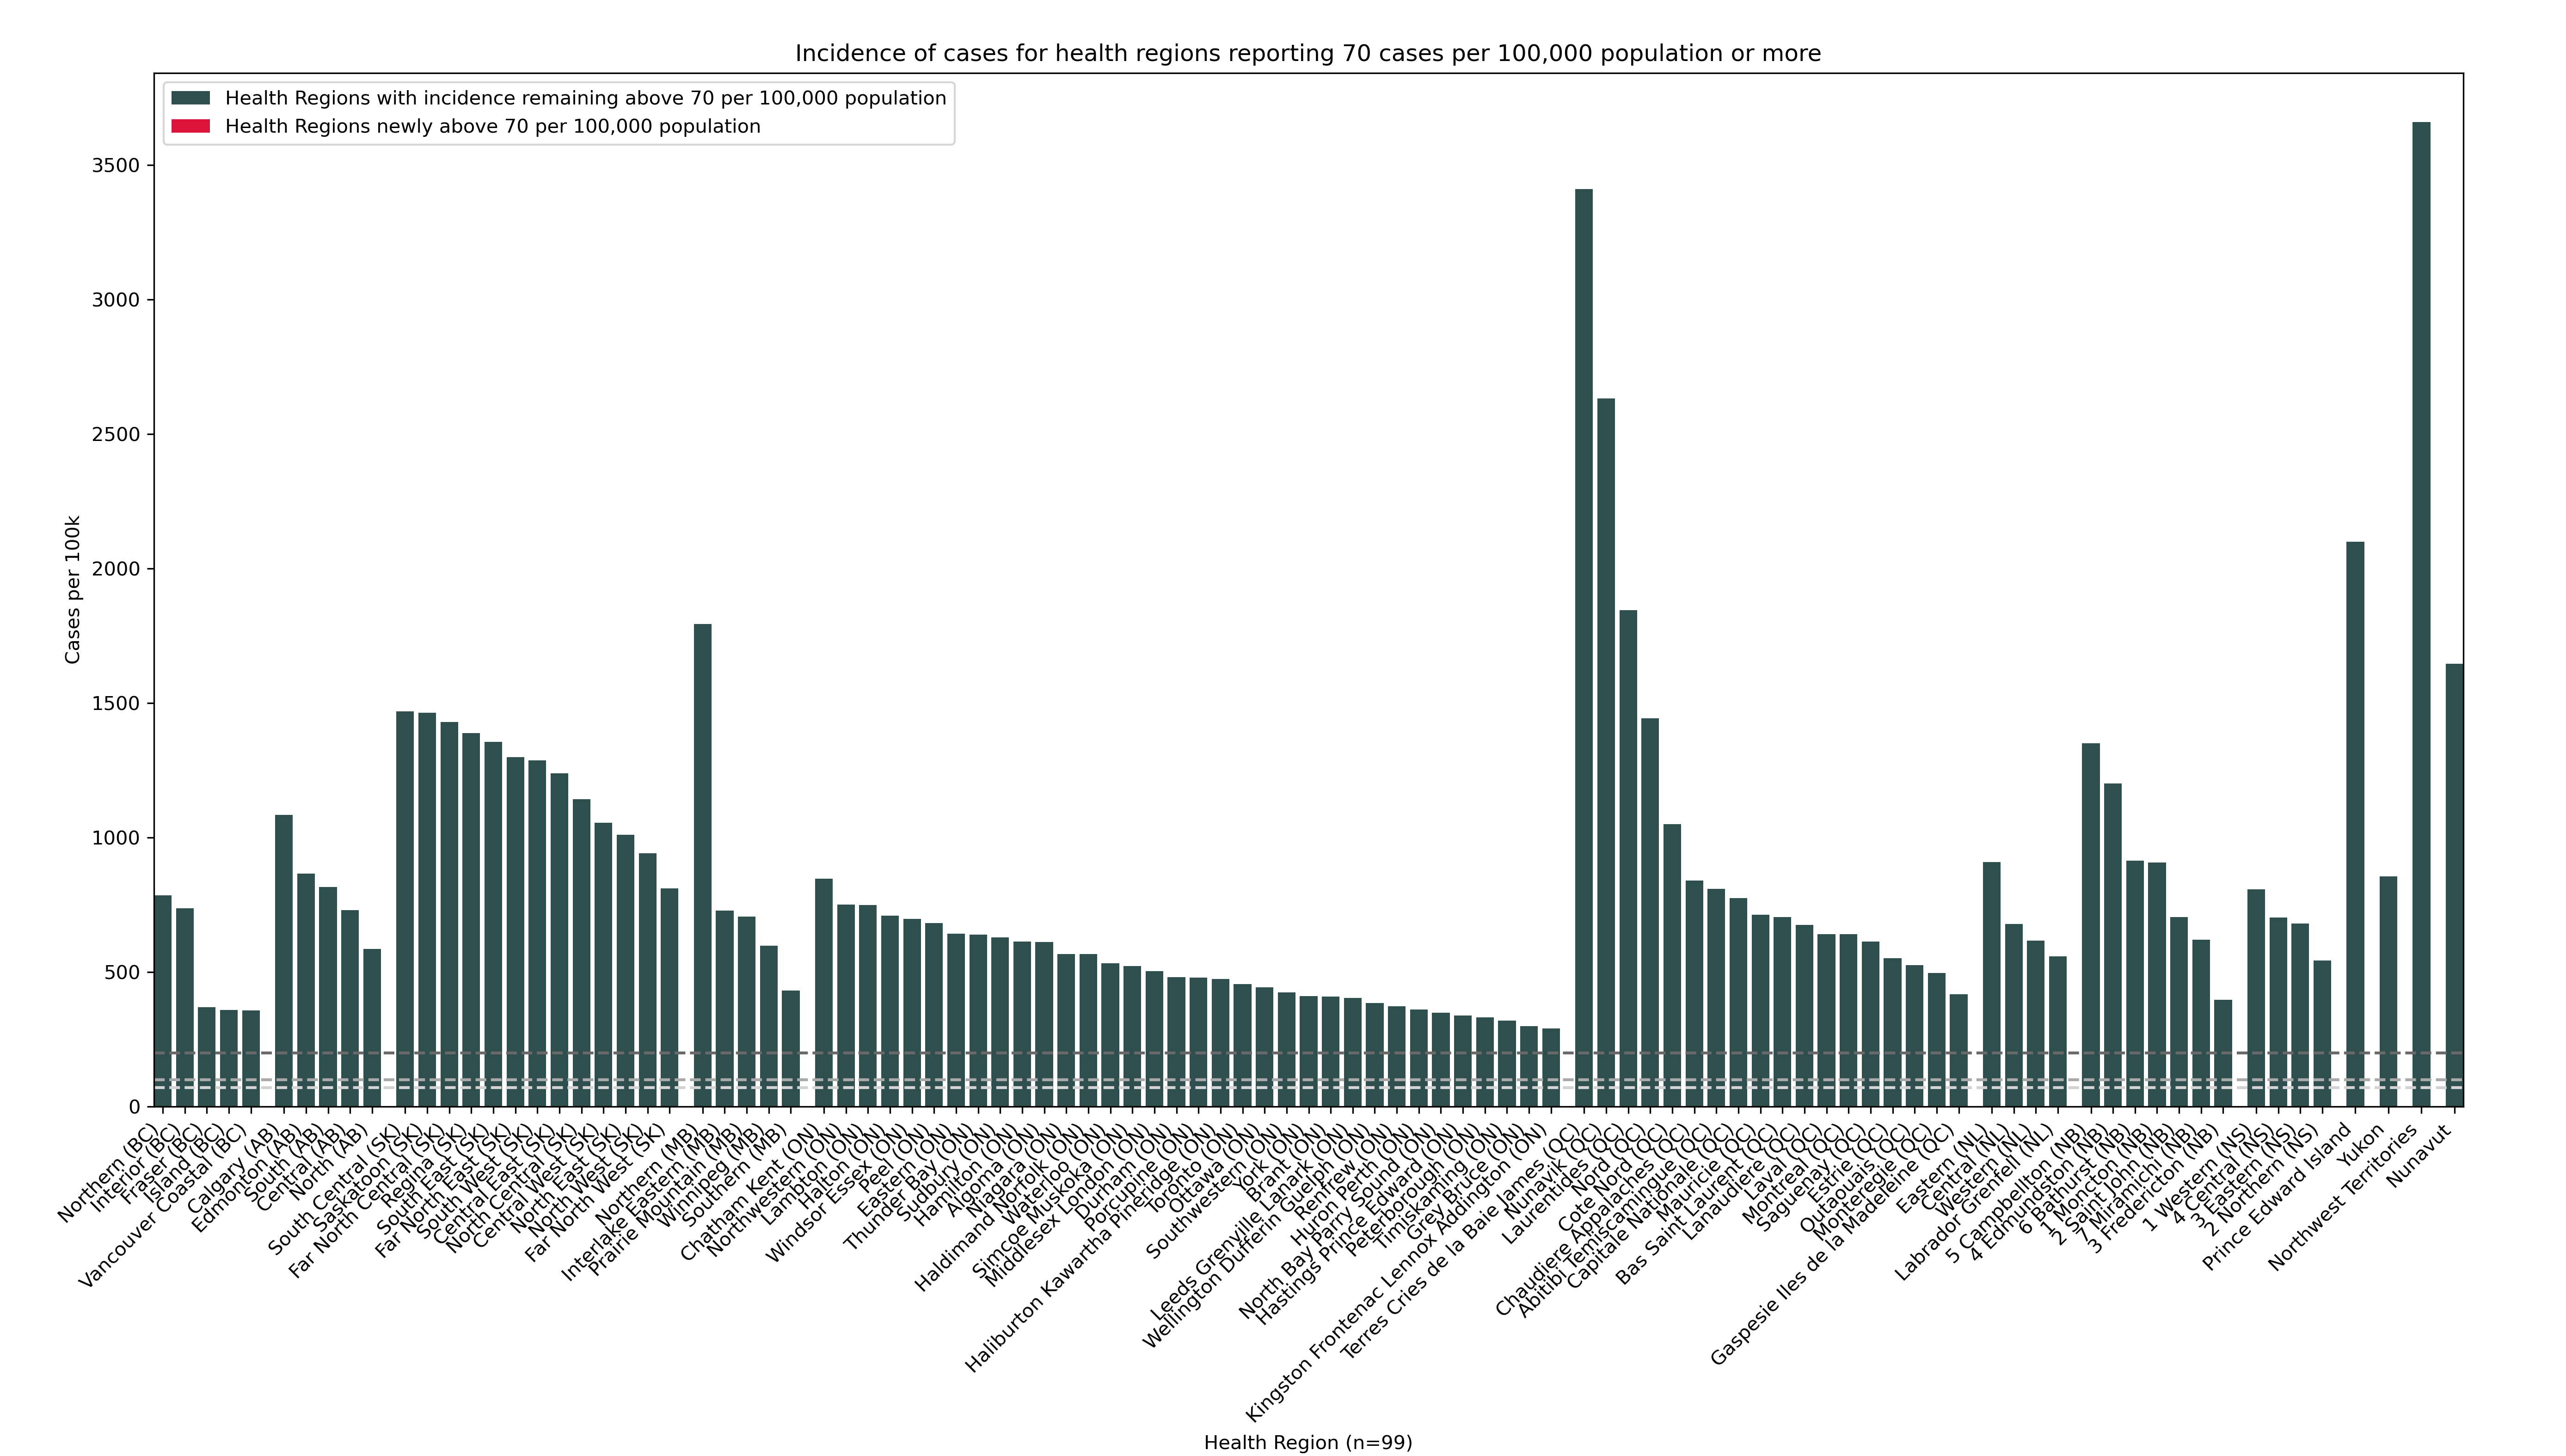 Incidence of cases for health regions reporting 70 cases per 100,000 population or more
Health Regions with incidence remaining above 70 per 100,000 population
Health Regions newly above 70 per 100,000 population
Cases per 100k
3500
3000
2500
2000
1500
1000
500
0
Northern (BC)
Interior (BC)
Fraser (BC)
Island (BC)
Vancouver Coastal (BC)
Calgary (AB)
Edmonton (AB)
South (AB)
Central (AB)
North (AB)
South Central (SK)
Saskatoon (SK)
Far North Central (SK)
Regina (SK)
South East (SK)
Far North West (SK)
South West (SK)
Central East (SK)
North Central (SK)
Central West (SK)
North East (SK)
Far North East (SK)
North West (SK)
Northern (MB)
Interlake Eastern (MB)
Prairie Mountain (MB)
Winnipeg (MB)
Southern (MB)
Chatham Kent (ON)
Northwestern (ON)
Lambton (ON)
Halton (ON)
Windsor Essex (ON)
Peel (ON)
Eastern (ON)
Thunder Bay (ON)
Sudbury (ON)
Hamilton (ON)
Algoma (ON)
Niagara (ON)
Haldimand Norfolk (ON)
Waterloo (ON)
Simcoe Muskoka (ON)
Middlesex London (ON)
Durham (ON)
Porcupine (ON)
Haliburton Kawartha Pineridge (ON)
Toronto (ON)
Ottawa (ON)
Southwestern (ON)
York (ON)
Brant (ON)
Leeds Grenville Lanark (ON)
Wellington Dufferin Guelph (ON)
Renfrew (ON)
Huron Perth (ON)
North Bay Parry Sound (ON)
Hastings Prince Edward (ON)
Peterborough (ON)
Timiskaming (ON)
Grey Bruce (ON)
Kingston Frontenac Lennox Addington (ON)
Terres Cries de la Baie James (QC)
Nunavik (QC)
Laurentides (QC)
Nord (QC)
Cote Nord (QC)
Chaudiere Appalaches (QC)
Abitibi Temiscamingue (QC)
Capitale Nationale (QC)
Mauricie (QC)
Bas Saint Laurent (QC)
Lanaudiere (QC)
Laval (QC)
Montreal (QC)
Saguenay (QC)
Estrie (QC)
Outaouais (QC)
Monteregie (QC)
Gaspesie Iles de la Madeleine (QC)
Eastern (NL)
Central (NL)
Western (NL)
Labrador Grenfell (NL)
5 Campbellton (NB)
4 Edmundston (NB)
6 Bathurst (NB)
1 Moncton (NB)
2 Saint John (NB)
7 Miramichi (NB)
3 Fredericton (NB)
1 Western (NS)
4 Central (NS)
3 Eastern (NS)
2 Northern (NS)
Prince Edward Island
Yukon
Northwest Territories
Nunavut
Health Region (n=99)